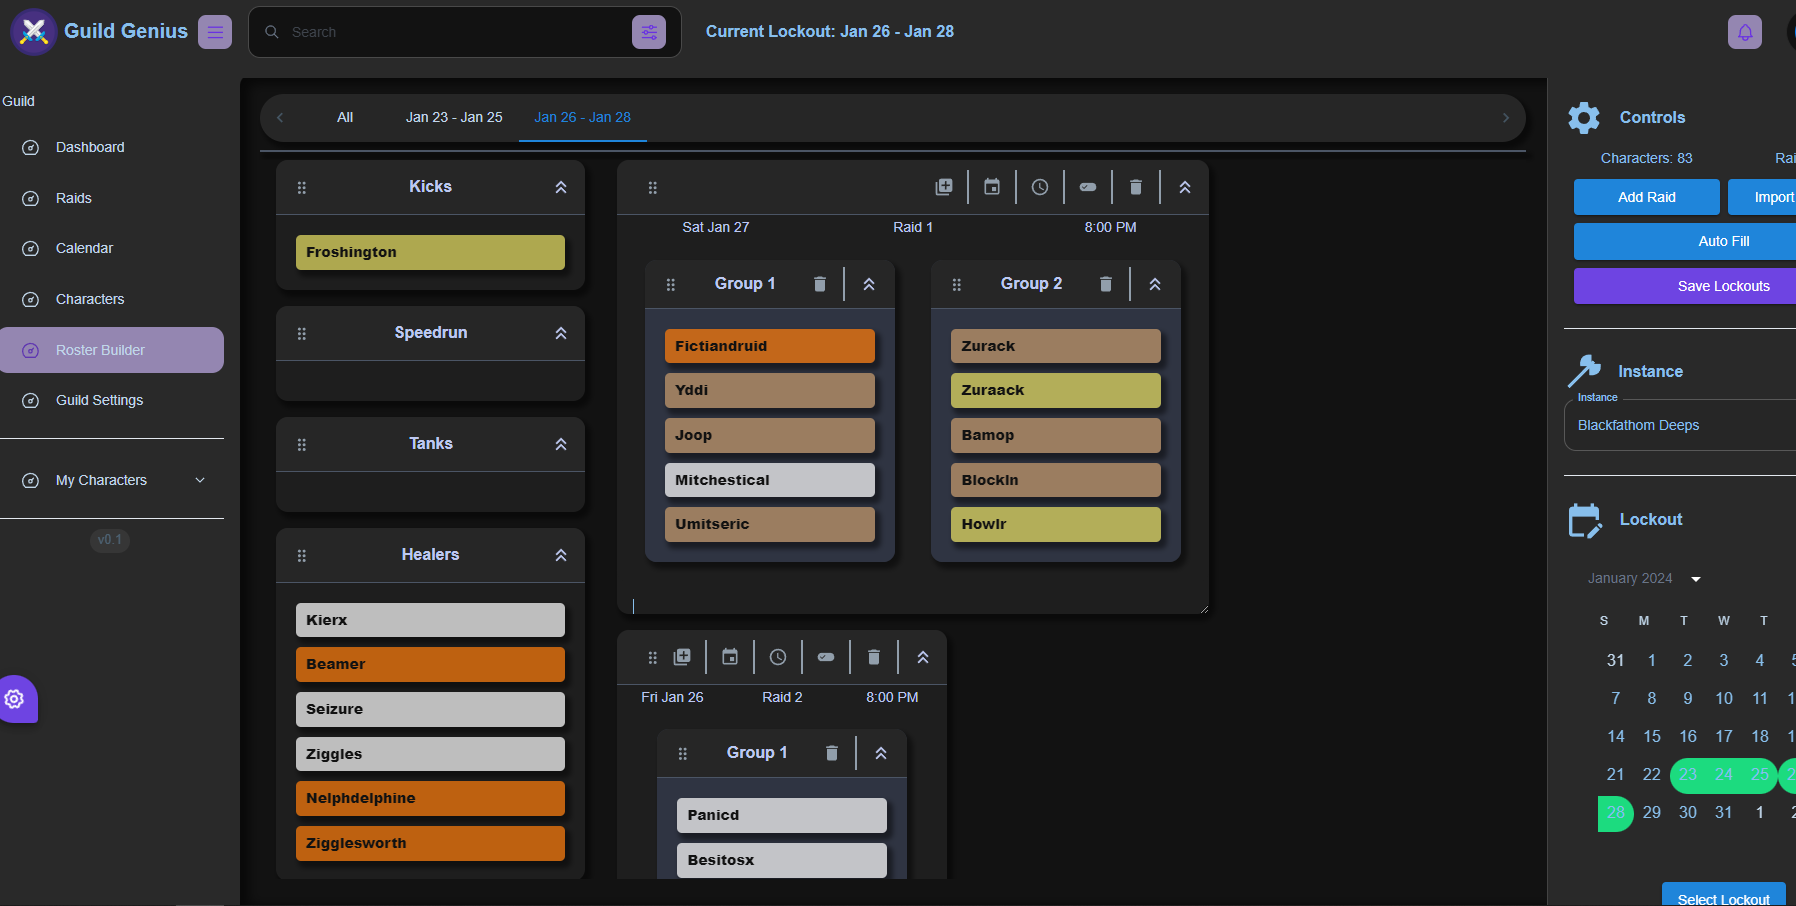 Guild Genius
Search
Current Lockout: Jan 26 - Jan 28
Guild
Dashboard
Raids
Calendar
Characters
Roster Builder
Guild Settings
My Characters
v0.1
All
Jan 23 - Jan 25
Jan 26 - Jan 28
Kicks
Froshington
Speedrun
Tanks
Healers
Kierx
Beamer
Seizure
Ziggles
Nelphdelphine
Zigglesworth
Sat Jan 27
Raid 1
8:00 PM
Group 1
Fictiandruid
Yddi
Joop
Mitchestical
Umitseric
Group 2
Zurack
Zuraack
Bamop
Blockln
Howlr
Fri Jan 26
Raid 2
8:00 PM
Group 1
Panicd
Besitosx
Controls
Characters: 83
Rai
Add Raid
Import
Auto Fill
Save Lockouts
Instance
Instance
Blackfathom Deeps
Lockout
January 2024
S M T W T
31 1 2 3 4 5
7 8 9 10 11 1
14 15 16 17 18 1
21 22 23 24 25 2
28 29 30 31 1 2
Select Lockout